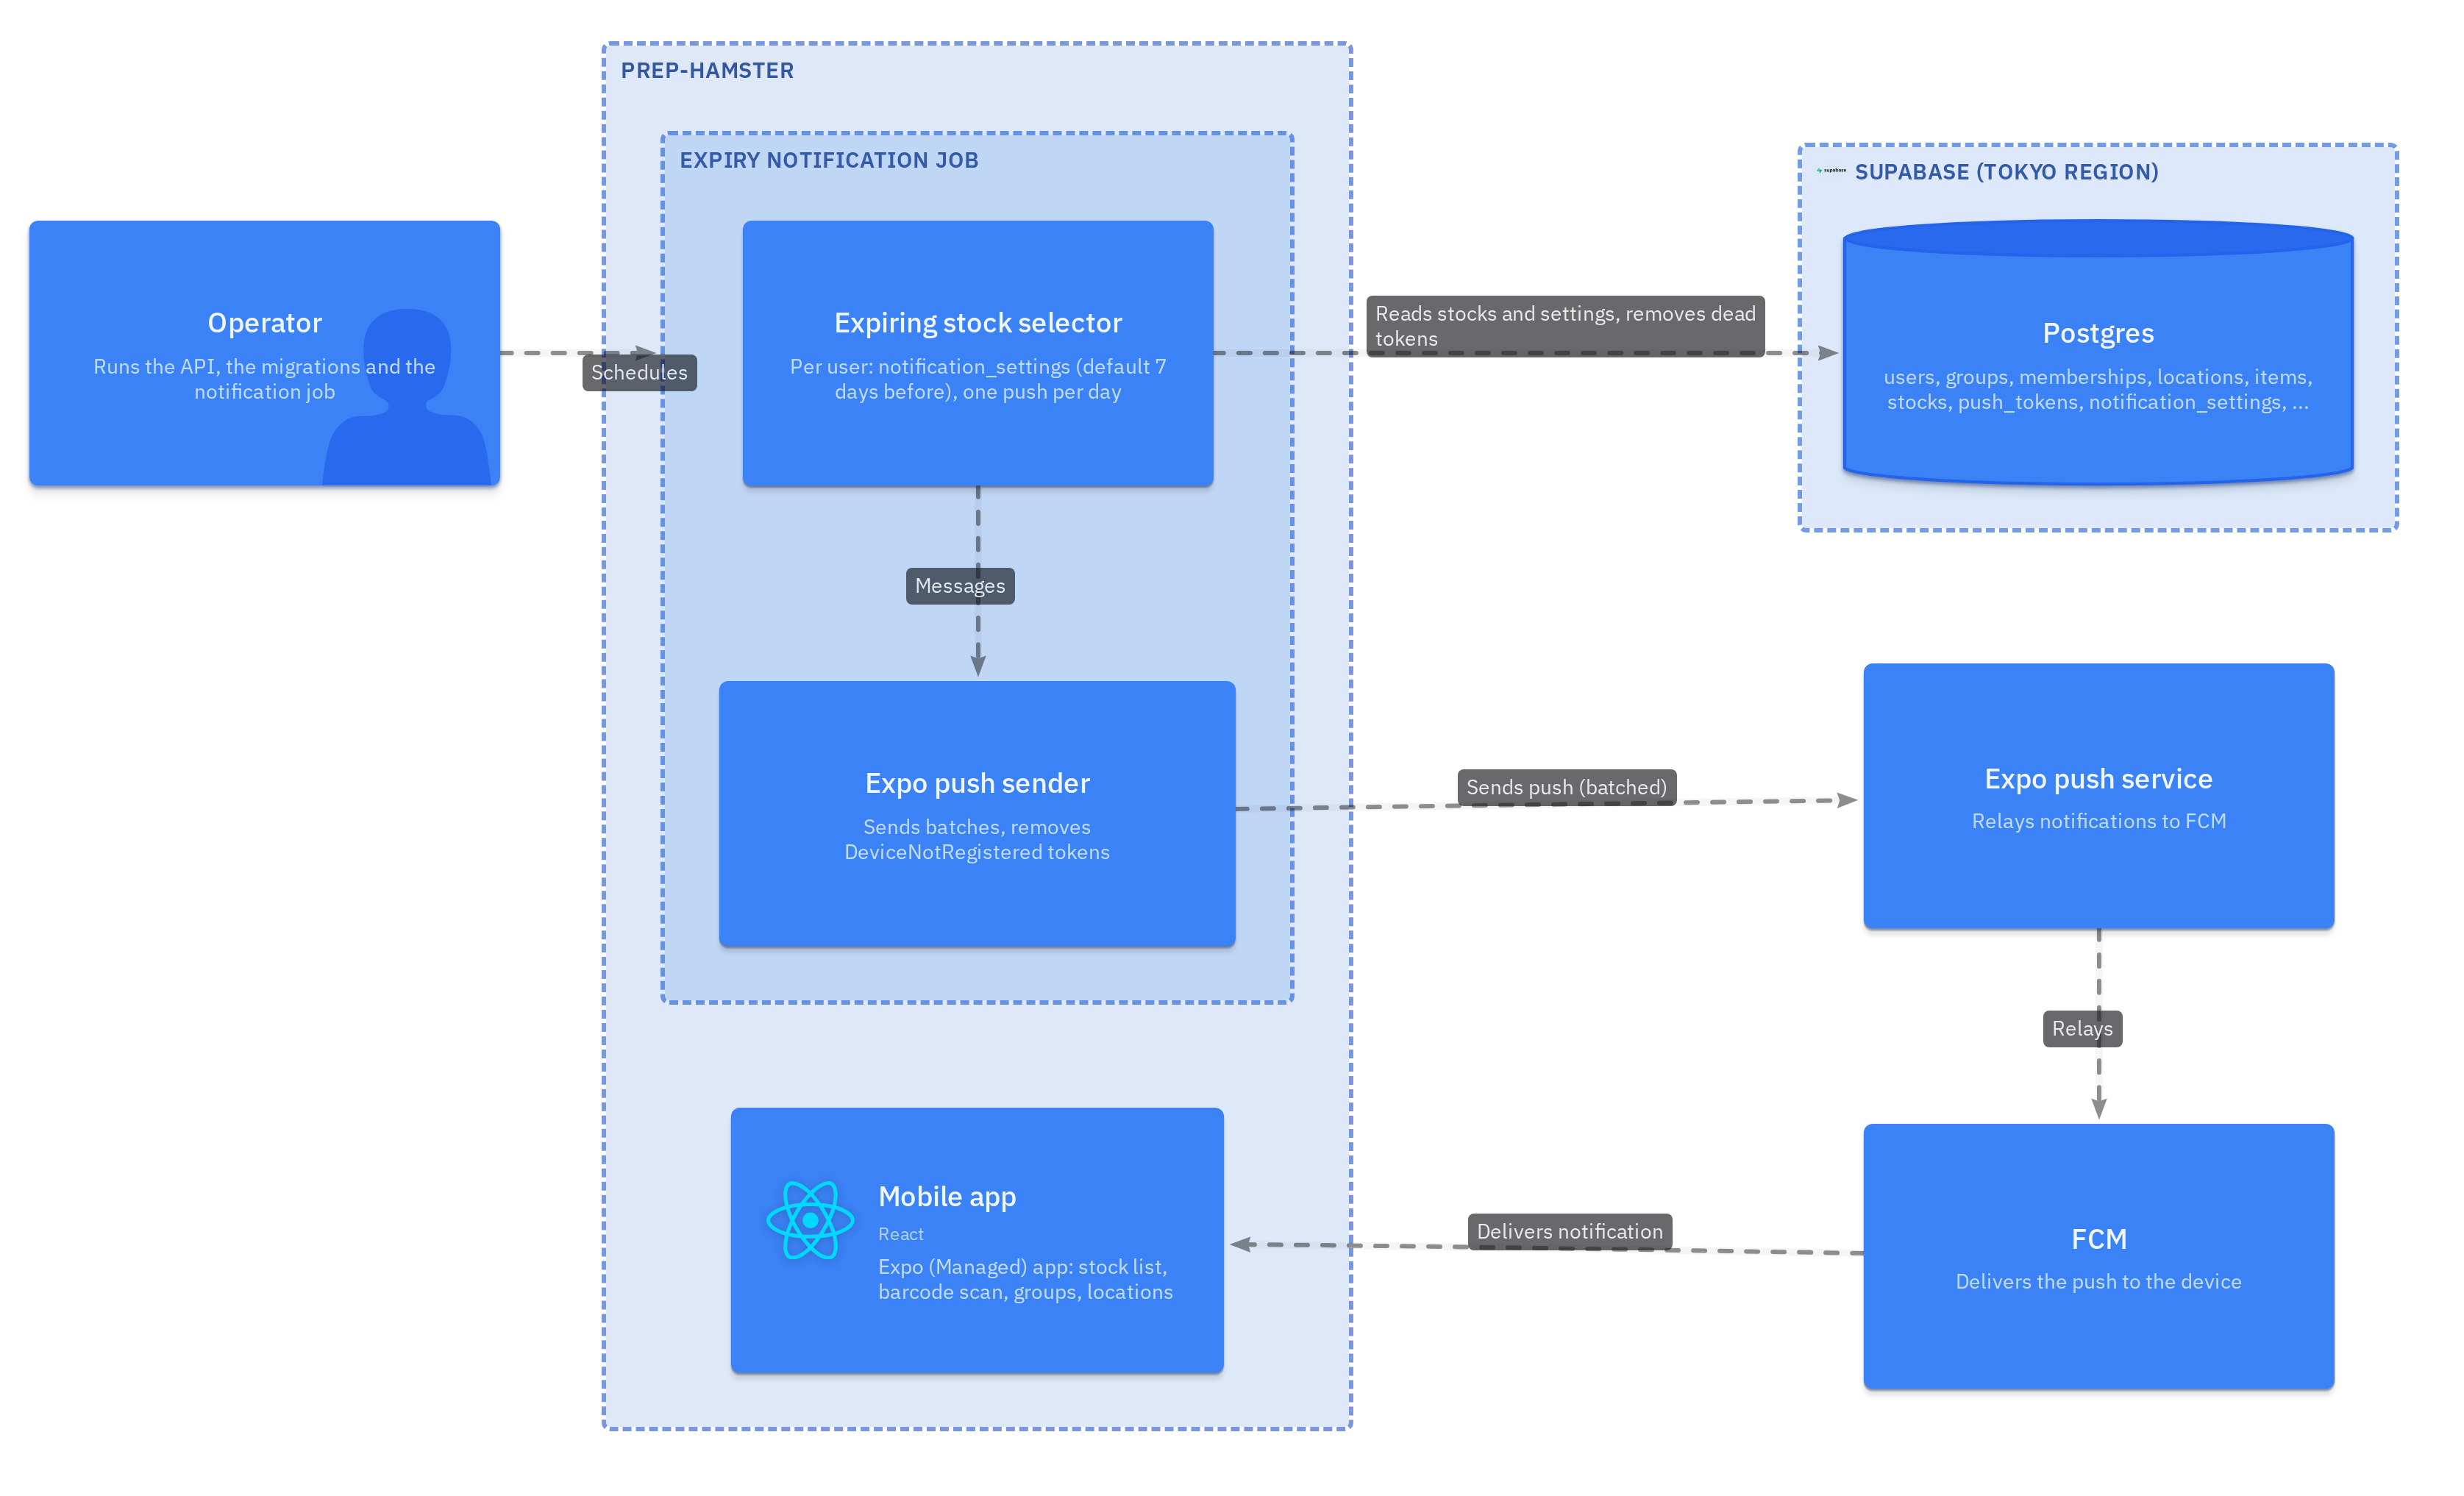 PREP-HAMSTER
EXPIRY NOTIFICATION JOB
supabase
SUPABASE (TOKYO REGION)
Operator
Runs the API, the migrations and the
notification job
Schedules
Expiring stock selector
Per user: notification_settings (default 7
days before), one push per day
Reads stocks and settings, removes dead
tokens
Postgres
users, groups, memberships, locations, items,
stocks, push_tokens, notification_settings, ...
Messages
Expo push sender
Sends batches, removes
DeviceNotRegistered tokens
Sends push (batched)
Expo push service
Relays notifications to FCM
Relays
Mobile app
React
Expo (Managed) app: stock list,
barcode scan, groups, locations
Delivers notification
FCM
Delivers the push to the device